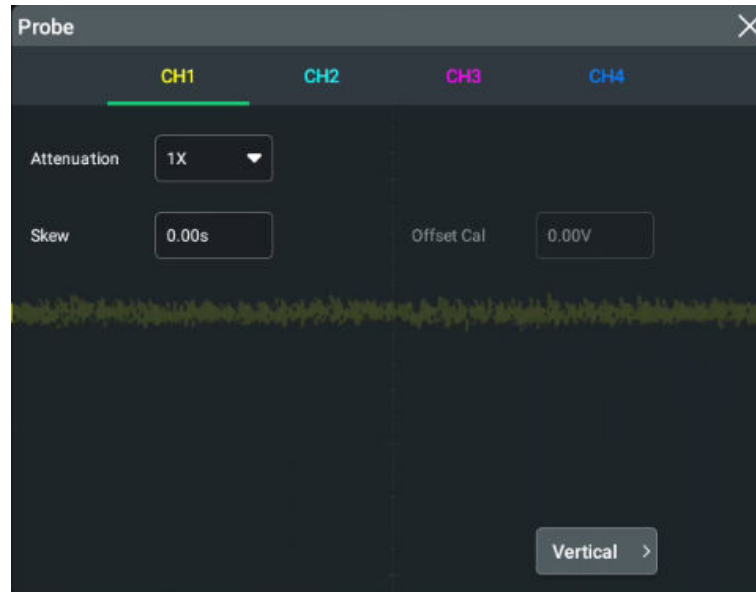 Probe
CH1 CH2 CH3 CH4
Attenuation 1X
Skew 0.00s Offset Cal 0.00V
Vertical >